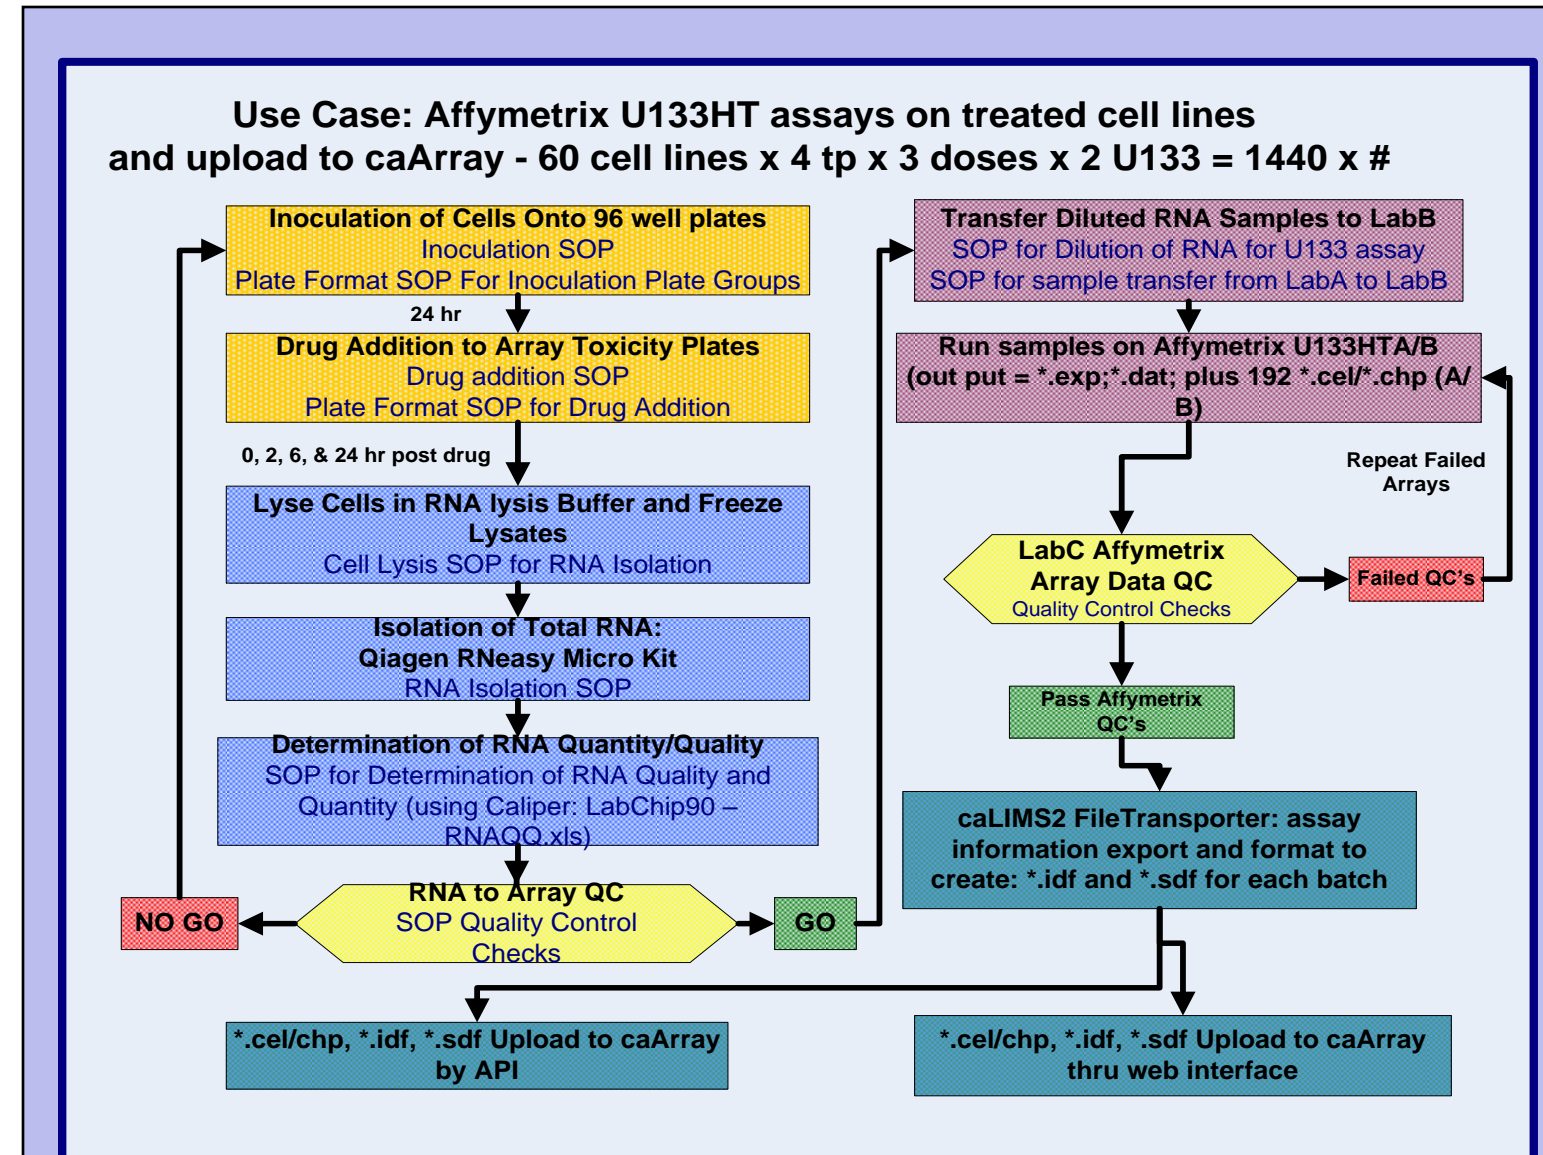 Use Case: Affymetrix U133HT assays on treated cell lines
and upload to caArray - 60 cell lines x 4 tp x 3 doses x 2 U133 = 1440 x #
Inoculation of Cells Onto 96 well plates
Inoculation SOP
Plate Format SOP For Inoculation Plate Groups
24 hr
Drug Addition to Array Toxicity Plates
Drug addition SOP
Plate Format SOP for Drug Addition
0, 2, 6, & 24 hr post drug
Lyse Cells in RNA lysis Buffer and Freeze
Lysates
Cell Lysis SOP for RNA Isolation
Isolation of Total RNA:
Qiagen RNeasy Micro Kit
RNA Isolation SOP
Determination of RNA Quantity/Quality
SOP for Determination of RNA Quality and
Quantity (using Caliper: LabChip90 –
RNAQQ.xls)
RNA to Array QC
SOP Quality Control
Checks
NO GO
GO
Transfer Diluted RNA Samples to LabB
SOP for Dilution of RNA for U133 assay
SOP for sample transfer from LabA to LabB
Run samples on Affymetrix U133HTA/B
(out put = *.exp;*.dat; plus 192 *.cel/*.chp (A/
B)
Repeat Failed
Arrays
LabC Affymetrix
Array Data QC
Quality Control Checks
Failed QC's
Pass Affymetrix
QC's
caLIMS2 FileTransporter: assay
information export and format to
create: *.idf and *.sdf for each batch
*.cel/chp, *.idf, *.sdf Upload to caArray
by API
*.cel/chp, *.idf, *.sdf Upload to caArray
thru web interface